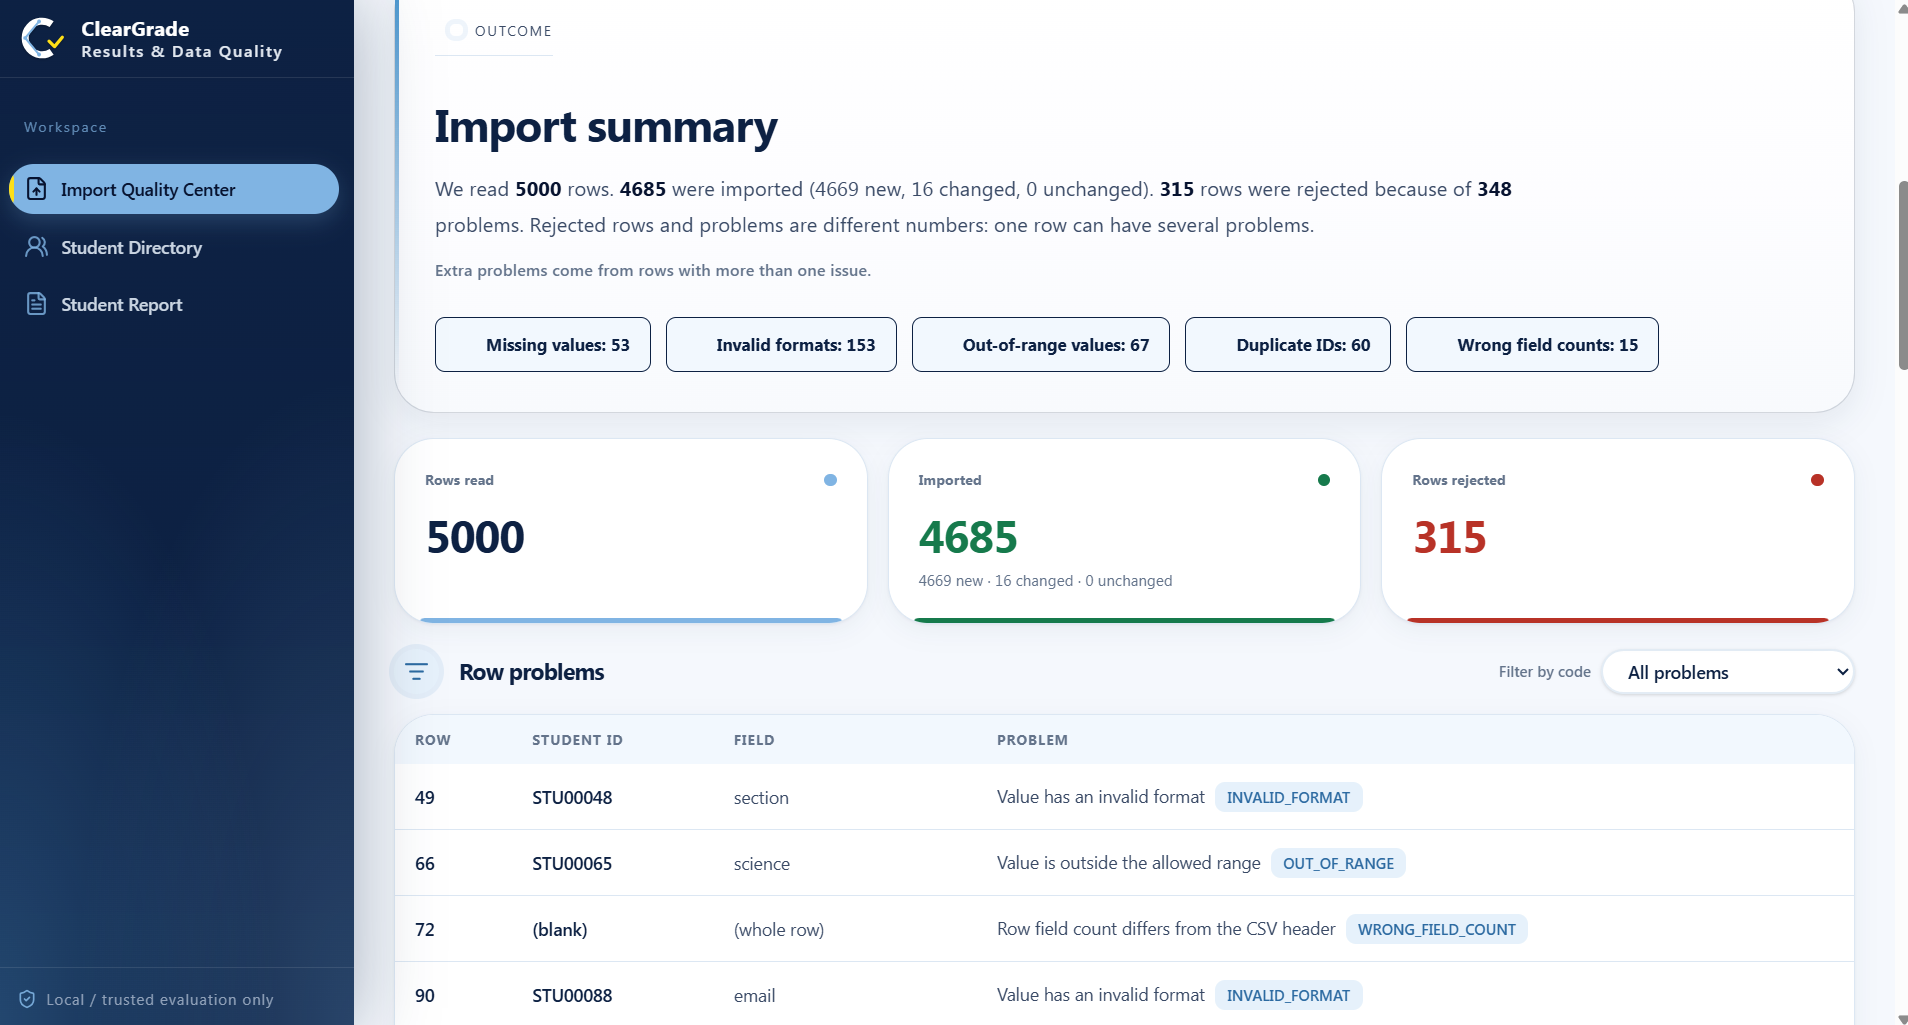 ClearGrade
Results & Data Quality
Workspace
Import Quality Center
Student Directory
Student Report
Local / trusted evaluation only
OUTCOME
Import summary
We read 5000 rows. 4685 were imported (4669 new, 16 changed, 0 unchanged). 315 rows were rejected because of 348
problems. Rejected rows and problems are different numbers: one row can have several problems.
Extra problems come from rows with more than one issue.
Missing values: 53 Invalid formats: 153 Out-of-range values: 67 Duplicate IDs: 60 Wrong field counts: 15
Rows read
5000
Imported
4685
4669 new · 16 changed · 0 unchanged
Rows rejected
315
Row problems
Filter by code All problems
ROW STUDENT ID FIELD PROBLEM
49 STU00048 section Value has an invalid format INVALID_FORMAT
66 STU00065 science Value is outside the allowed range OUT_OF_RANGE
72 (blank) (whole row) Row field count differs from the CSV header WRONG_FIELD_COUNT
90 STU00088 email Value has an invalid format INVALID_FORMAT